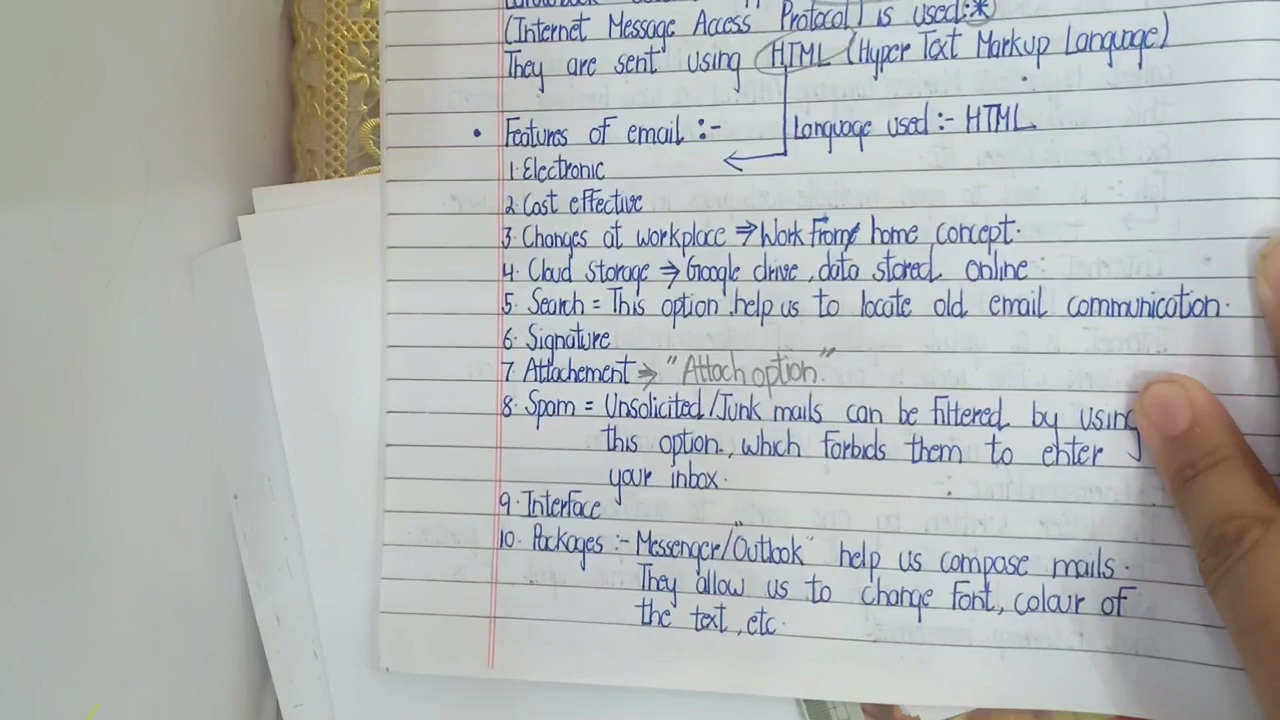 (Internet Message Access Protocol) is used.*
They are sent using HTML (Hyper Text Markup Language)
Language used :- HTML
• Features of email :-
1. Electronic
2. Cost effective
3. Changes at workplace ⇒ Work from home concept.
4. Cloud storage ⇒ Google drive, data stored online
5. Search = This option help us to locate old email communication.
6. Signature
7. Attachement ⇒ "Attach option."
8. Spam = Unsolicited/Junk mails can be filtered by using
this option, which forbids them to enter
your inbox.
9. Interface
10. Packages :- Messenger/"Outlook" help us compose mails.
They allow us to change font, colour of
the text, etc.